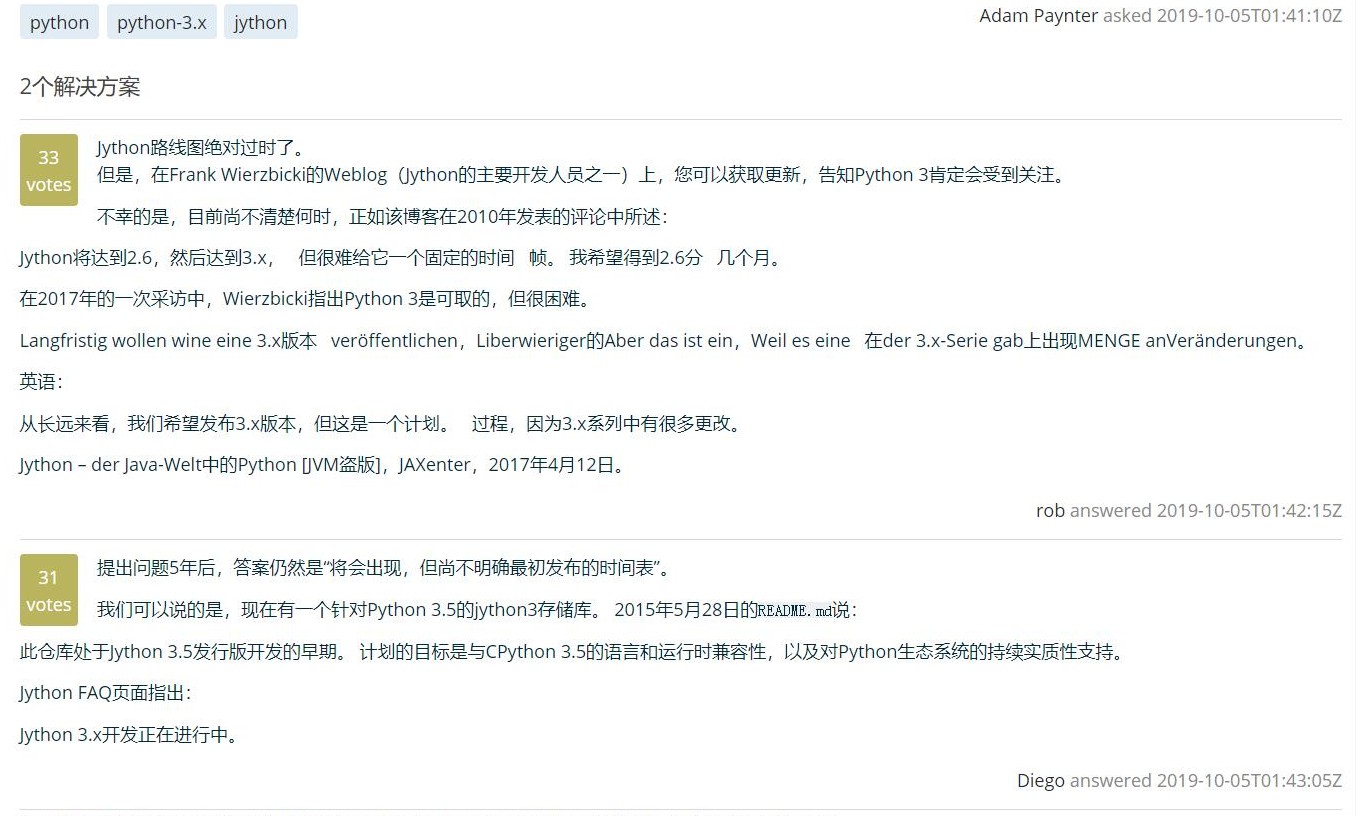 python python-3.x jython
Adam Paynter asked 2019-10-05T01:41:10Z
2个解决方案
33
votes
Jython路线图绝对过时了。
但是，在Frank Wierzbicki的Weblog（Jython的主要开发人员之一）上，您可以获取更新，告知Python 3肯定会受到关注。
不幸的是，目前尚不清楚何时，正如该博客在2010年发表的评论中所述：
Jython将达到2.6，然后达到3.x， 但很难给它一个固定的时间 帧。 我希望得到2.6分 几个月。
在2017年的一次采访中，Wierzbicki指出Python 3是可取的，但很困难。
Langfristig wollen wine eine 3.x版本 veröffentlichen，Liberwieriger的Aber das ist ein，Weil es eine 在der 3.x-Serie gab上出现MENGE anVeränderungen。
英语：
从长远来看，我们希望发布3.x版本，但这是一个计划。 过程，因为3.x系列中有很多更改。
Jython – der Java-Welt中的Python [JVM盗版]，JAXenter，2017年4月12日。
rob answered 2019-10-05T01:42:15Z
31
votes
提出问题5年后，答案仍然是“将会出现，但尚不明确最初发布的时间表”。
我们可以说的是，现在有一个针对Python 3.5的jython3存储库。 2015年5月28日的README.md说：
此仓库处于Jython 3.5发行版开发的早期。 计划的目标是与CPython 3.5的语言和运行时兼容性，以及对Python生态系统的持续实质性支持。
Jython FAQ页面指出：
Jython 3.x开发正在进行中。
Diego answered 2019-10-05T01:43:05Z